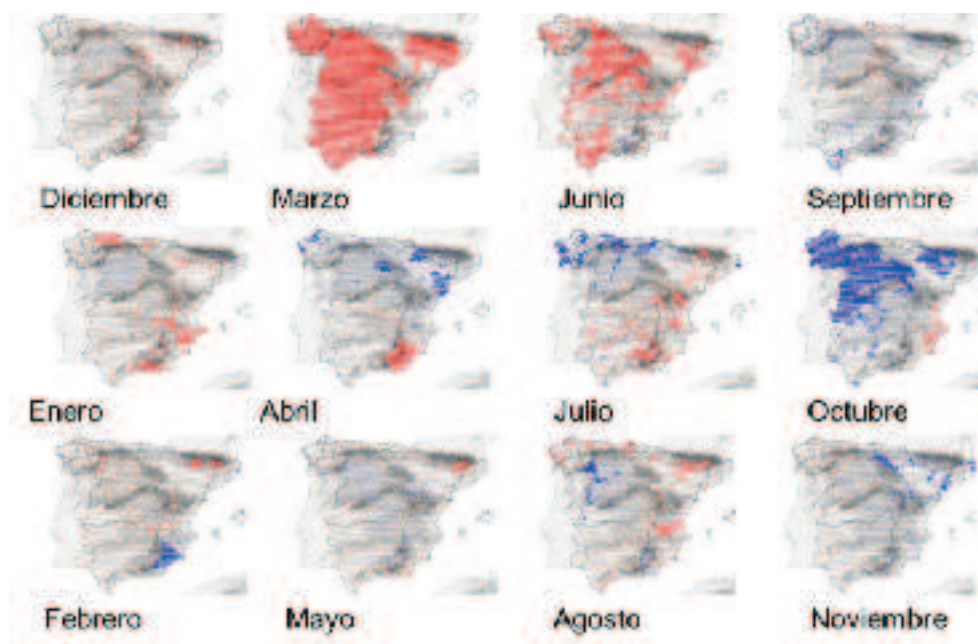 Diciembre
Marzo
Junio
Septiembre
Enero
Abril
Julio
Octubre
Febrero
Mayo
Agosto
Noviembre